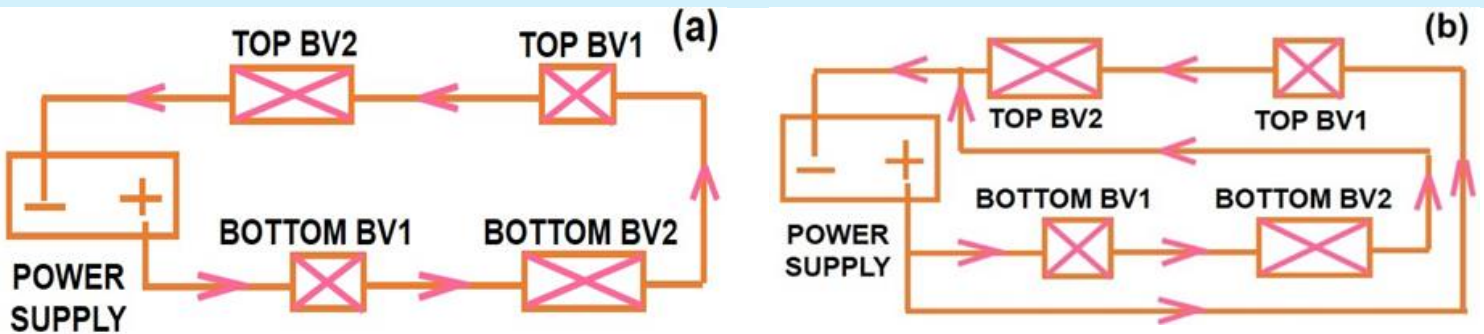 (a)
TOP BV2
TOP BV1
BOTTOM BV1
BOTTOM BV2
POWER
SUPPLY
(b)
TOP BV2
TOP BV1
BOTTOM BV1
BOTTOM BV2
POWER
SUPPLY